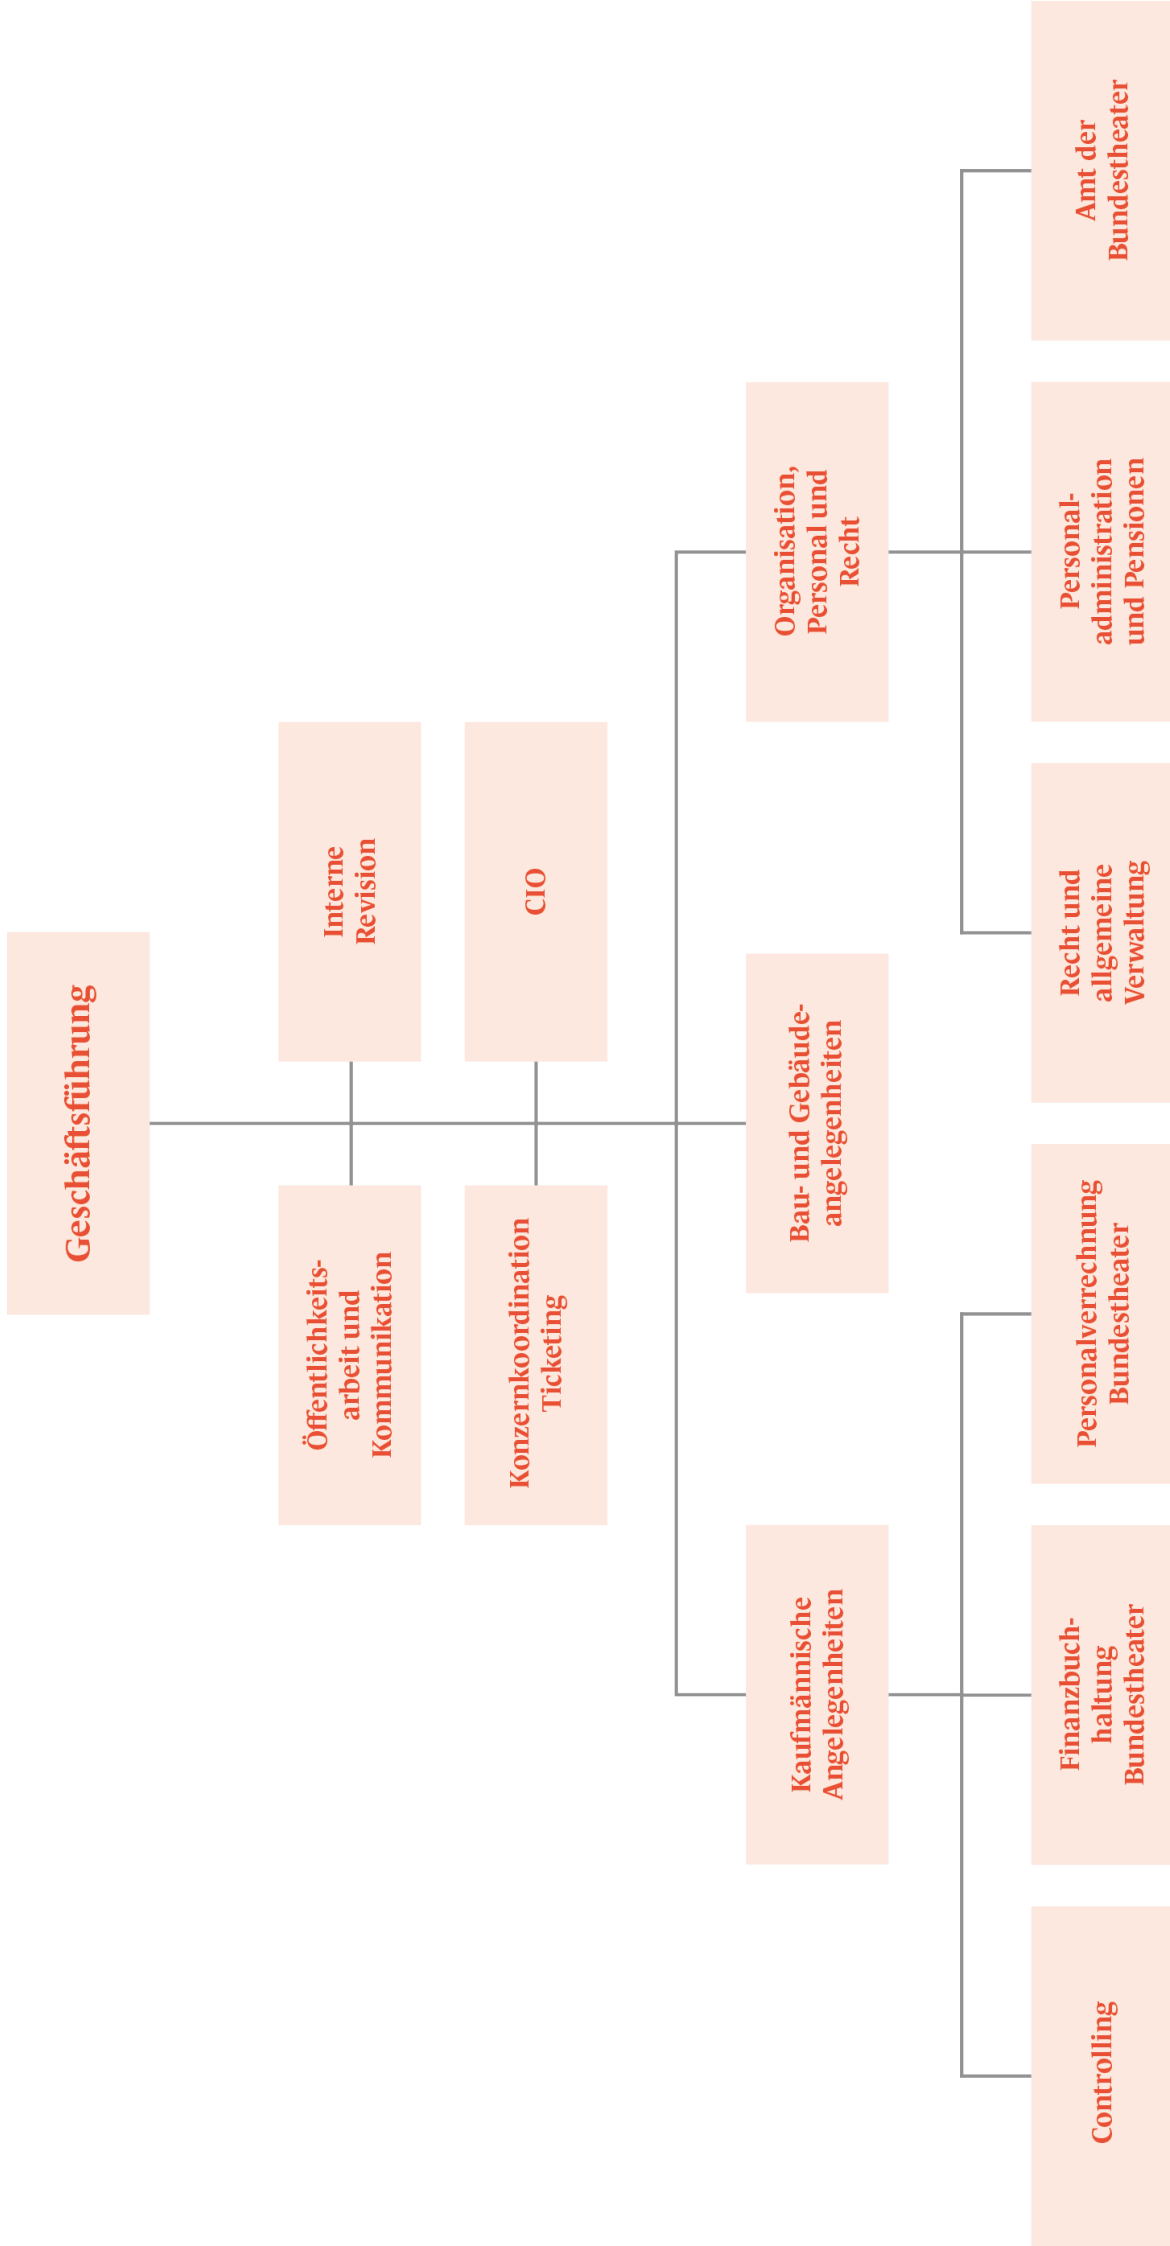 Geschäftsführung
Öffentlichkeits-
arbeit und
Kommunikation
Interne
Revision
Konzernkoordination
Ticketing
CIO
Kaufmännische
Angelegenheiten
Bau- und Gebäude-
angelegenheiten
Organisation,
Personal und
Recht
Controlling
Finanzbuch-
haltung
Bundestheater
Personalverrechnung
Bundestheater
Recht und
allgemeine
Verwaltung
Personal-
administration
und Pensionen
Amt der
Bundestheater